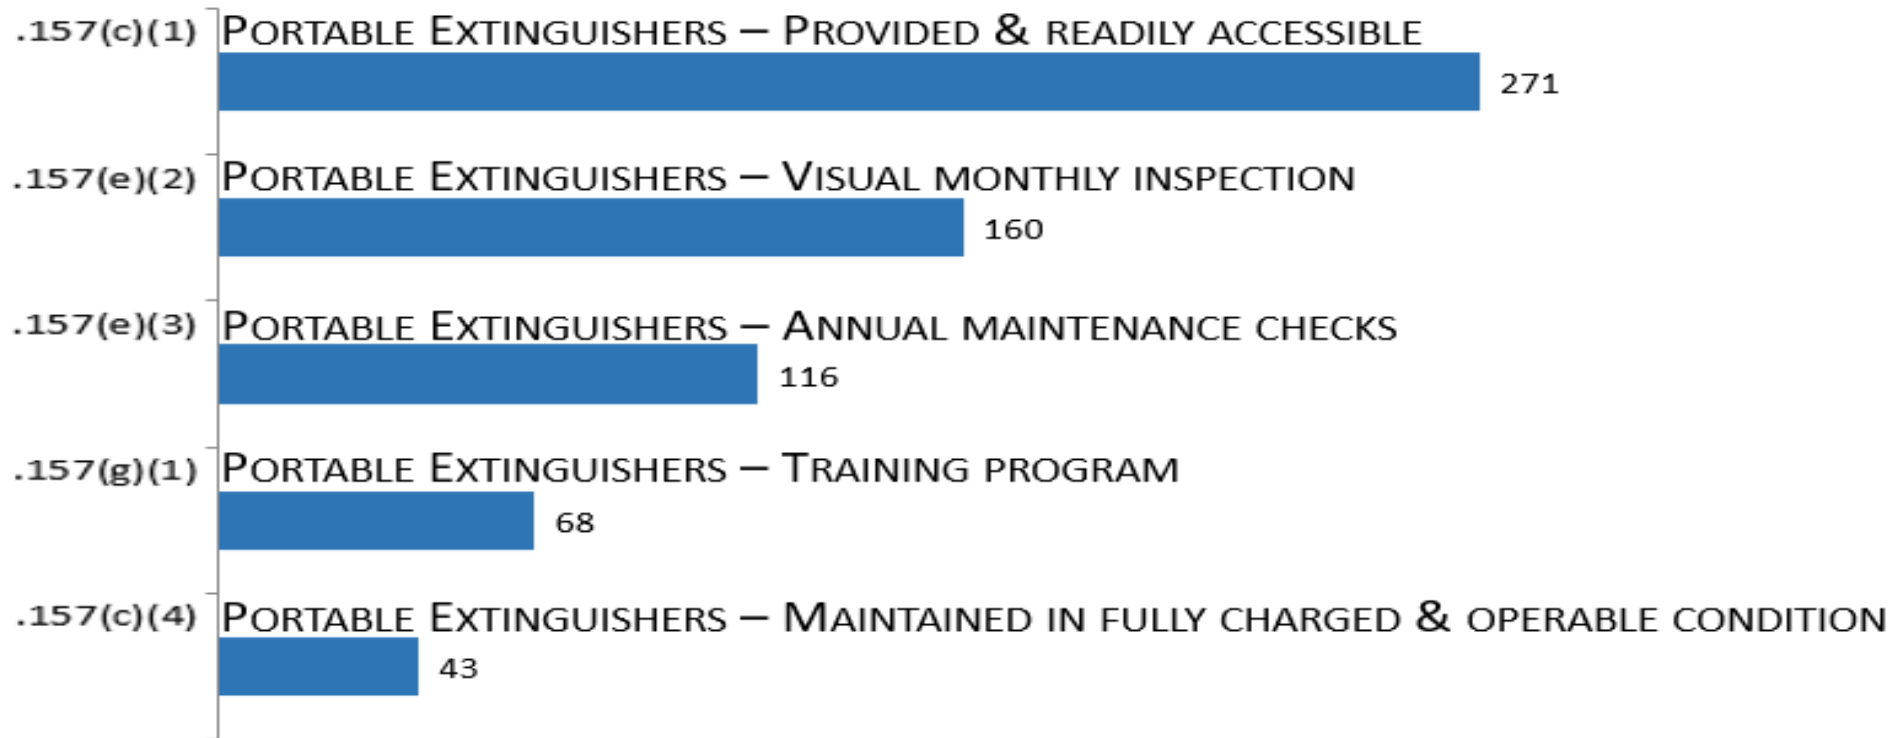 .157(c)(1) Portable Extinguishers – Provided & readily accessible
271
.157(e)(2) Portable Extinguishers – Visual monthly inspection
160
.157(e)(3) Portable Extinguishers – Annual maintenance checks
116
.157(g)(1) Portable Extinguishers – Training program
68
.157(c)(4) Portable Extinguishers – Maintained in fully charged & operable condition
43